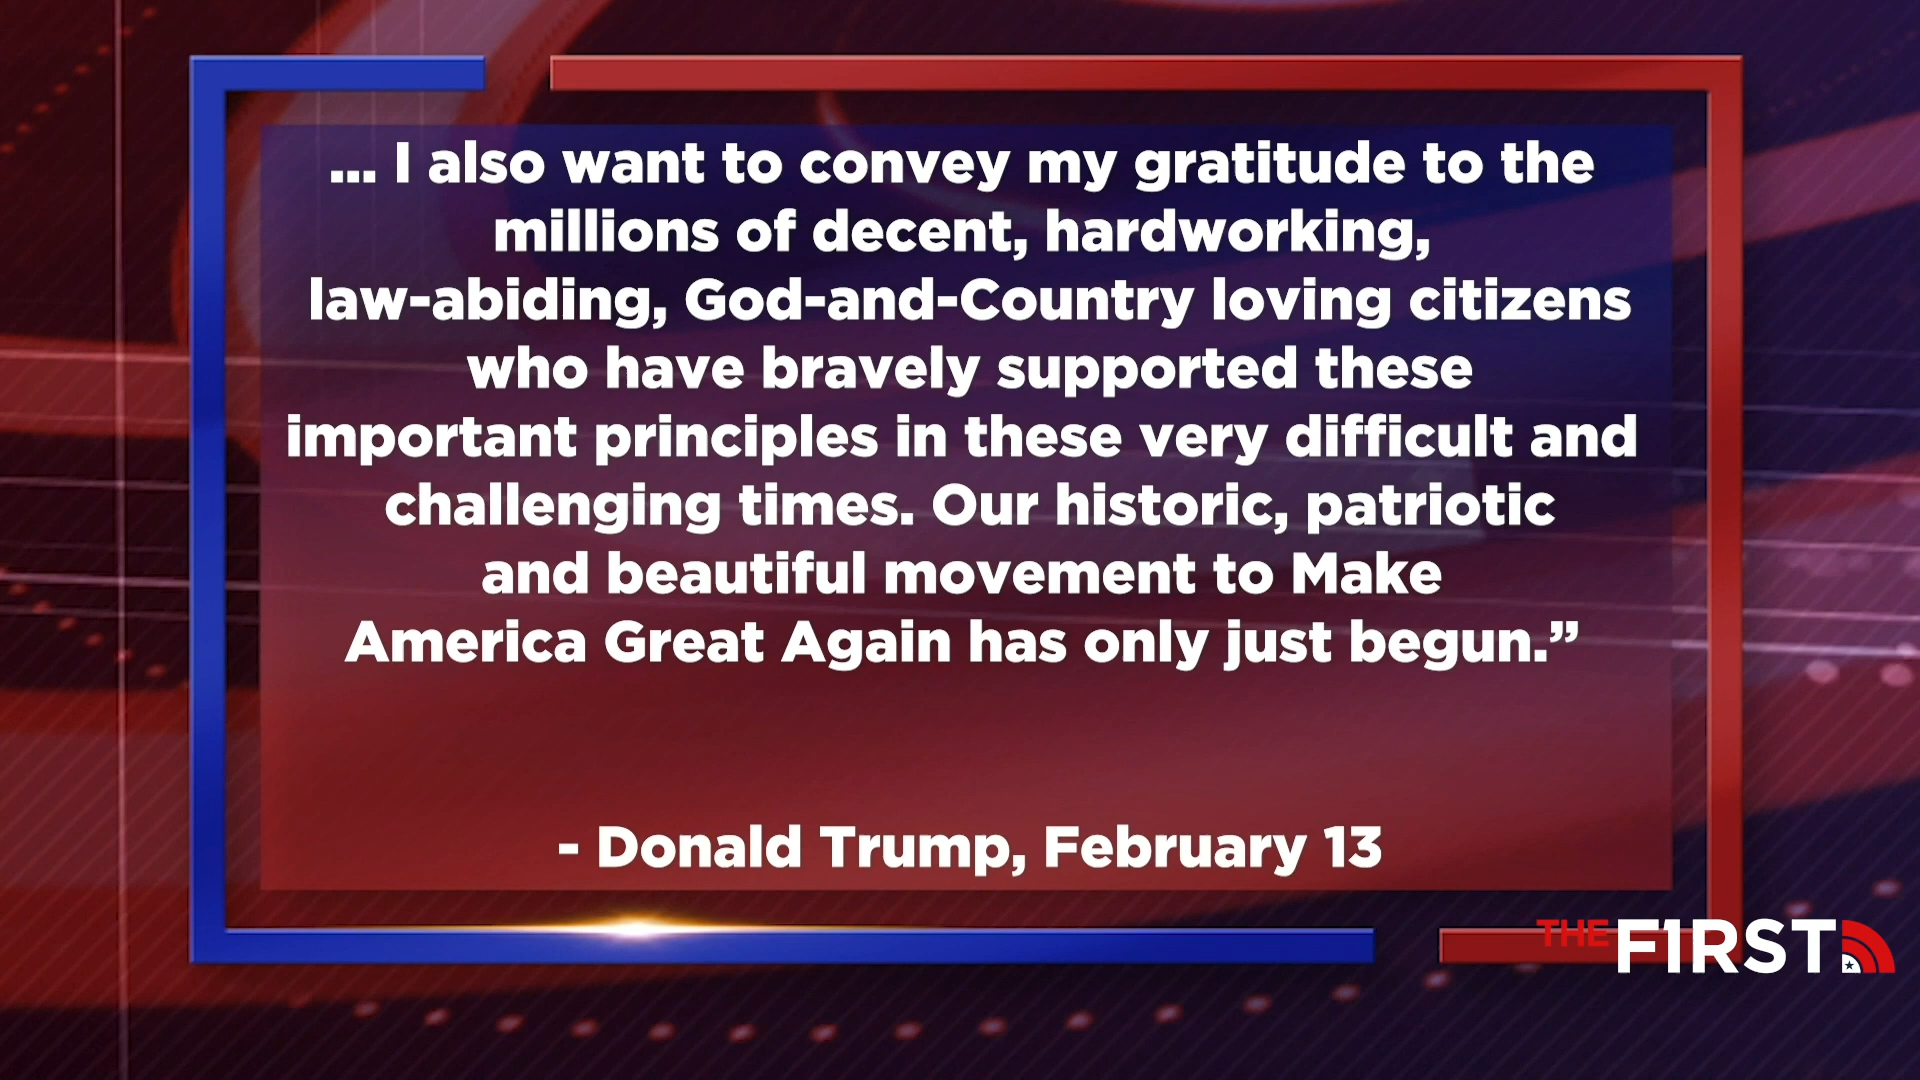 ... I also want to convey my gratitude to the
millions of decent, hardworking,
law-abiding, God-and-Country loving citizens
who have bravely supported these
important principles in these very difficult and
challenging times. Our historic, patriotic
and beautiful movement to Make
America Great Again has only just begun.”
- Donald Trump, February 13
THE FIRST